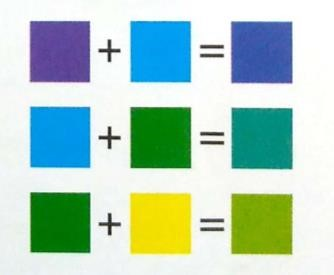 + =
+ =
+ =